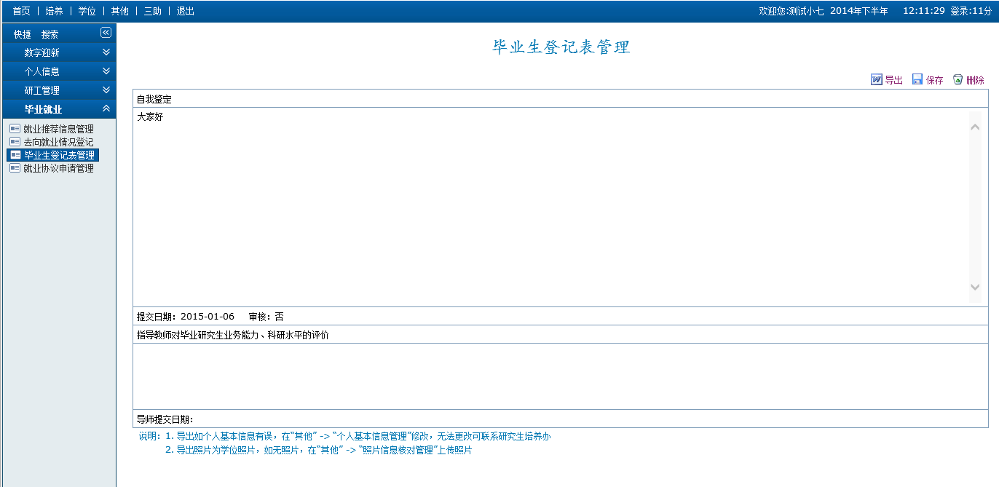 首页 | 培养 | 学位 | 其他 | 三助 | 退出
欢迎您:测试小七 2014年下半年 12:11:29 登录:11分
快捷 搜索
数字迎新
个人信息
研工管理
毕业就业
就业推荐信息管理
去向就业情况登记
毕业生登记表管理
就业协议申请管理
毕业生登记表管理
导出 保存 删除
自我鉴定
大家好
提交日期：2015-01-06 审核：否
指导教师对毕业研究生业务能力、科研水平的评价
导师提交日期：
说明：1. 导出如个人基本信息有误，在“其他” -> “个人基本信息管理”修改，无法更改可联系研究生培养办
2. 导出照片为学位照片，如无照片，在“其他” -> “照片信息核对管理”上传照片